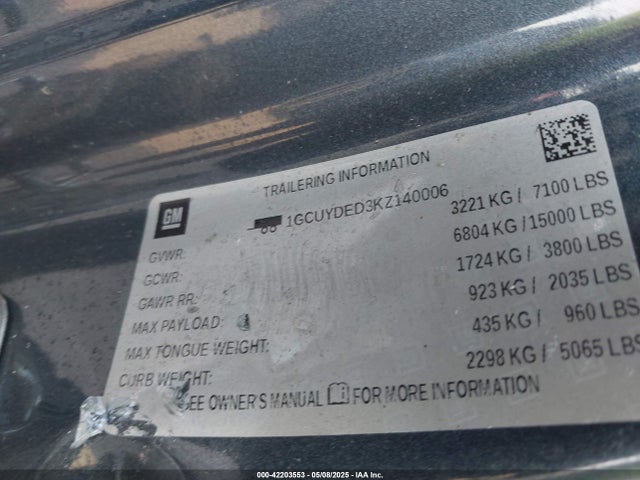 TRAILERING INFORMATION
GM
1GCUYDED3KZ140006
GVWR: 3221 KG / 7100 LBS
GCWR: 6804 KG /15000 LBS
GAWR RR: 1724 KG / 3800 LBS
MAX PAYLOAD: 923 KG / 2035 LBS
MAX TONGUE WEIGHT: 435 KG / 960 LBS
CURB WEIGHT: 2298 KG / 5065 LBS
SEE OWNER'S MANUAL FOR MORE INFORMATION
000-42203553 — 05/08/2025 — IAA Inc.